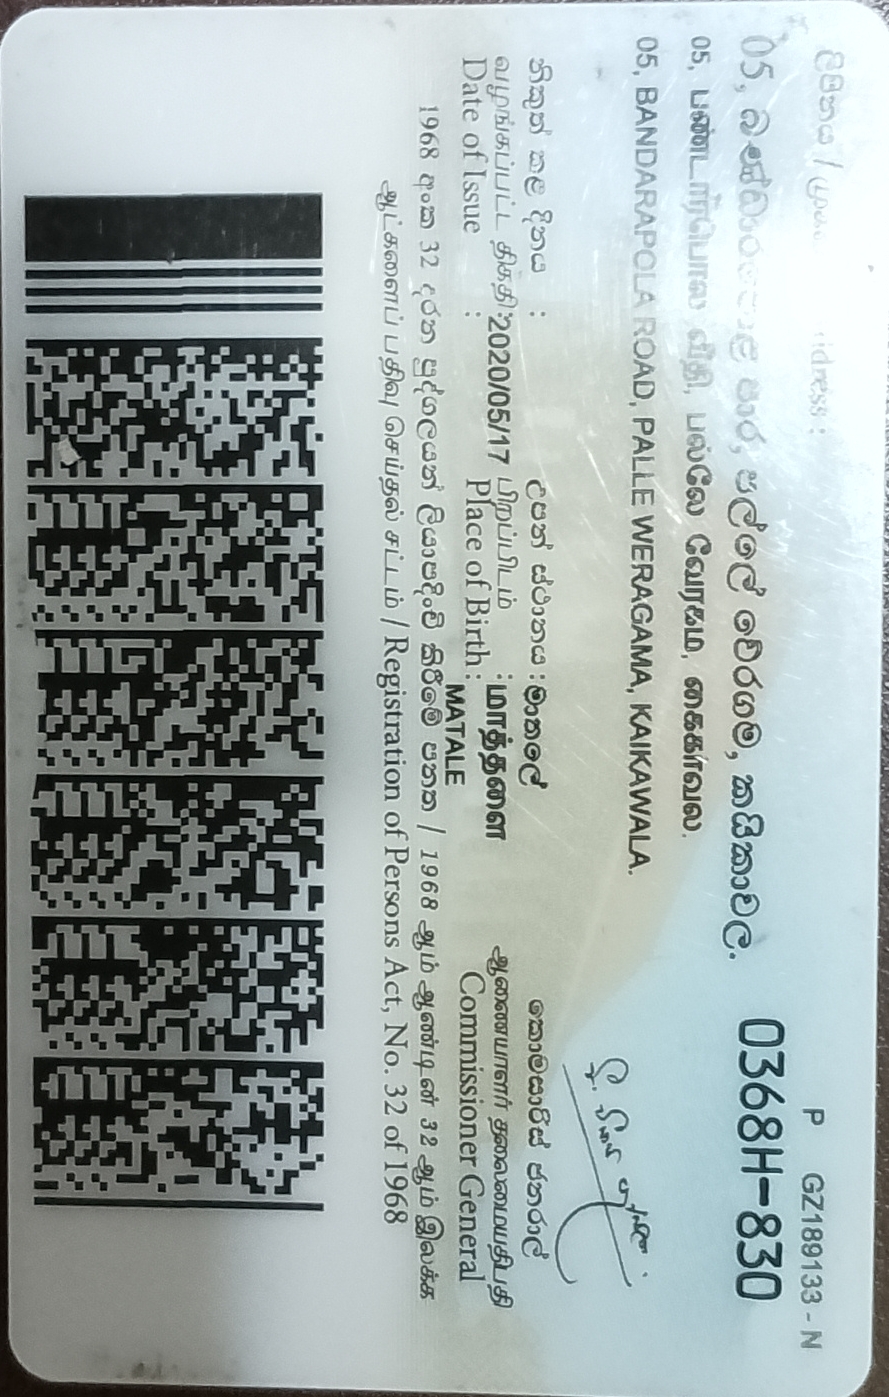 P GZ189133 - N
ලිපිනය /
0368H-830
05, බණ්ඩාරපොළ පාර, පල්ලේ වේරගම, කයිකාවල.
05, பண்டாரபொல வீதி, பல்லே வேரகம, கைகாவல.
05, BANDARAPOLA ROAD, PALLE WERAGAMA, KAIKAWALA.
නිකුත් කළ දිනය : උපන් ස්ථානය : මාතලේ කොමසාරිස් ජනරාල්
வழங்கப்பட்ட திகதி : 2020/05/17 பிறப்பிடம் : மாத்தளை ஆணையாளர் தலைமையதிபதி
Date of Issue : Place of Birth : MATALE Commissioner General
1968 අංක 32 දරන පුද්ගලයන් ලියාපදිංචි කිරීමේ පනත / 1968 ஆம் ஆண்டின் 32 ஆம் இலக்க
ஆட்களைப் பதிவு செய்தல் சட்டம் / Registration of Persons Act, No. 32 of 1968